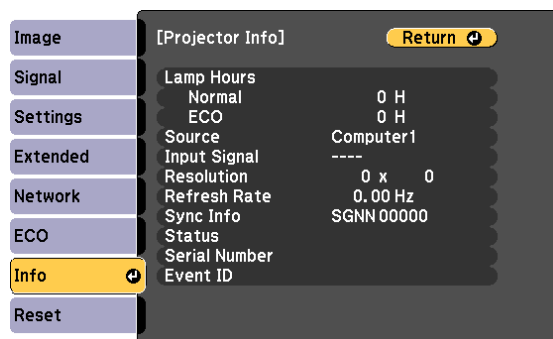 Image
Signal
Settings
Extended
Network
ECO
Info
Reset
[Projector Info]
Return
Lamp Hours
Normal 0 H
ECO 0 H
Source Computer1
Input Signal ----
Resolution 0 x 0
Refresh Rate 0.00 Hz
Sync Info SGNN 00000
Status
Serial Number
Event ID